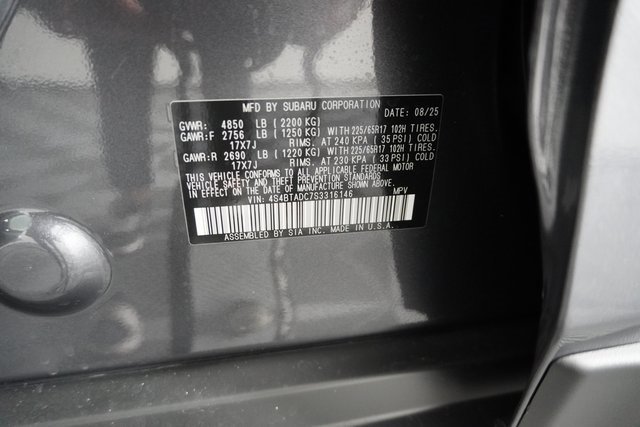 MFD BY SUBARU CORPORATION DATE: 08/25
GVWR: 4850 LB ( 2200 KG)
GAWR:F 2756 LB ( 1250 KG) WITH 225/65R17 102H TIRES.
17X7J RIMS. AT 240 KPA ( 35 PSI) COLD
GAWR:R 2690 LB ( 1220 KG) WITH 225/65R17 102H TIRES.
17X7J RIMS. AT 230 KPA ( 33 PSI) COLD
THIS VEHICLE CONFORMS TO ALL APPLICABLE FEDERAL MOTOR
VEHICLE SAFETY AND THEFT PREVENTION STANDARDS
IN EFFECT ON THE DATE OF MANUFACTURE SHOWN ABOVE.
VIN: 4S4BTADC7S3316146 MPV
ASSEMBLED BY SIA INC. MADE IN U.S.A.